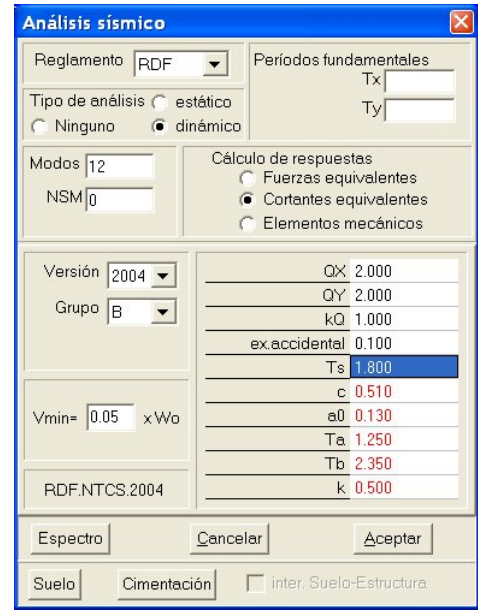 Análisis sísmico
Reglamento RDF
Períodos fundamentales
Tx
Ty
Tipo de análisis estático
Ninguno dinámico
Modos 12
NSM 0
Cálculo de respuestas
Fuerzas equivalentes
Cortantes equivalentes
Elementos mecánicos
Versión 2004
Grupo B
Vmin= 0.05 x Wo
RDF.NTCS.2004
QX 2.000
QY 2.000
kQ 1.000
ex.accidental 0.100
Ts 1.800
c 0.510
a0 0.130
Ta 1.250
Tb 2.350
k 0.500
Espectro Cancelar Aceptar
Suelo Cimentación inter. Suelo-Estructura